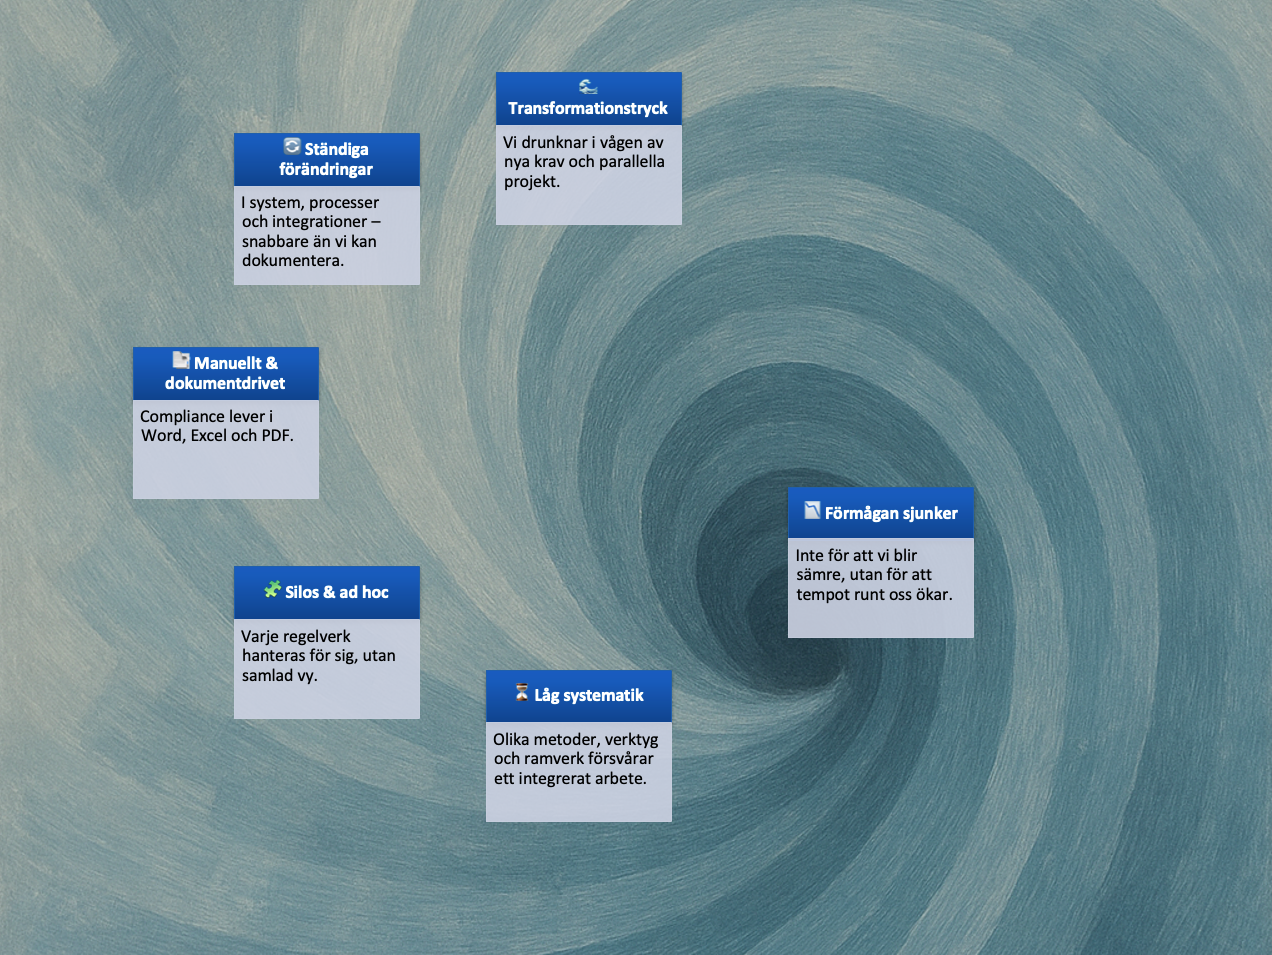 Transformationstryck
Vi drunknar i vågen av
nya krav och parallella
projekt.
Ständiga
förändringar
I system, processer
och integrationer –
snabbare än vi kan
dokumentera.
Manuellt &
dokumentdrivet
Compliance lever i
Word, Excel och PDF.
Silos & ad hoc
Varje regelverk
hanteras för sig, utan
samlad vy.
Låg systematik
Olika metoder, verktyg
och ramverk försvårar
ett integrerat arbete.
Förmågan sjunker
Inte för att vi blir
sämre, utan för att
tempot runt oss ökar.